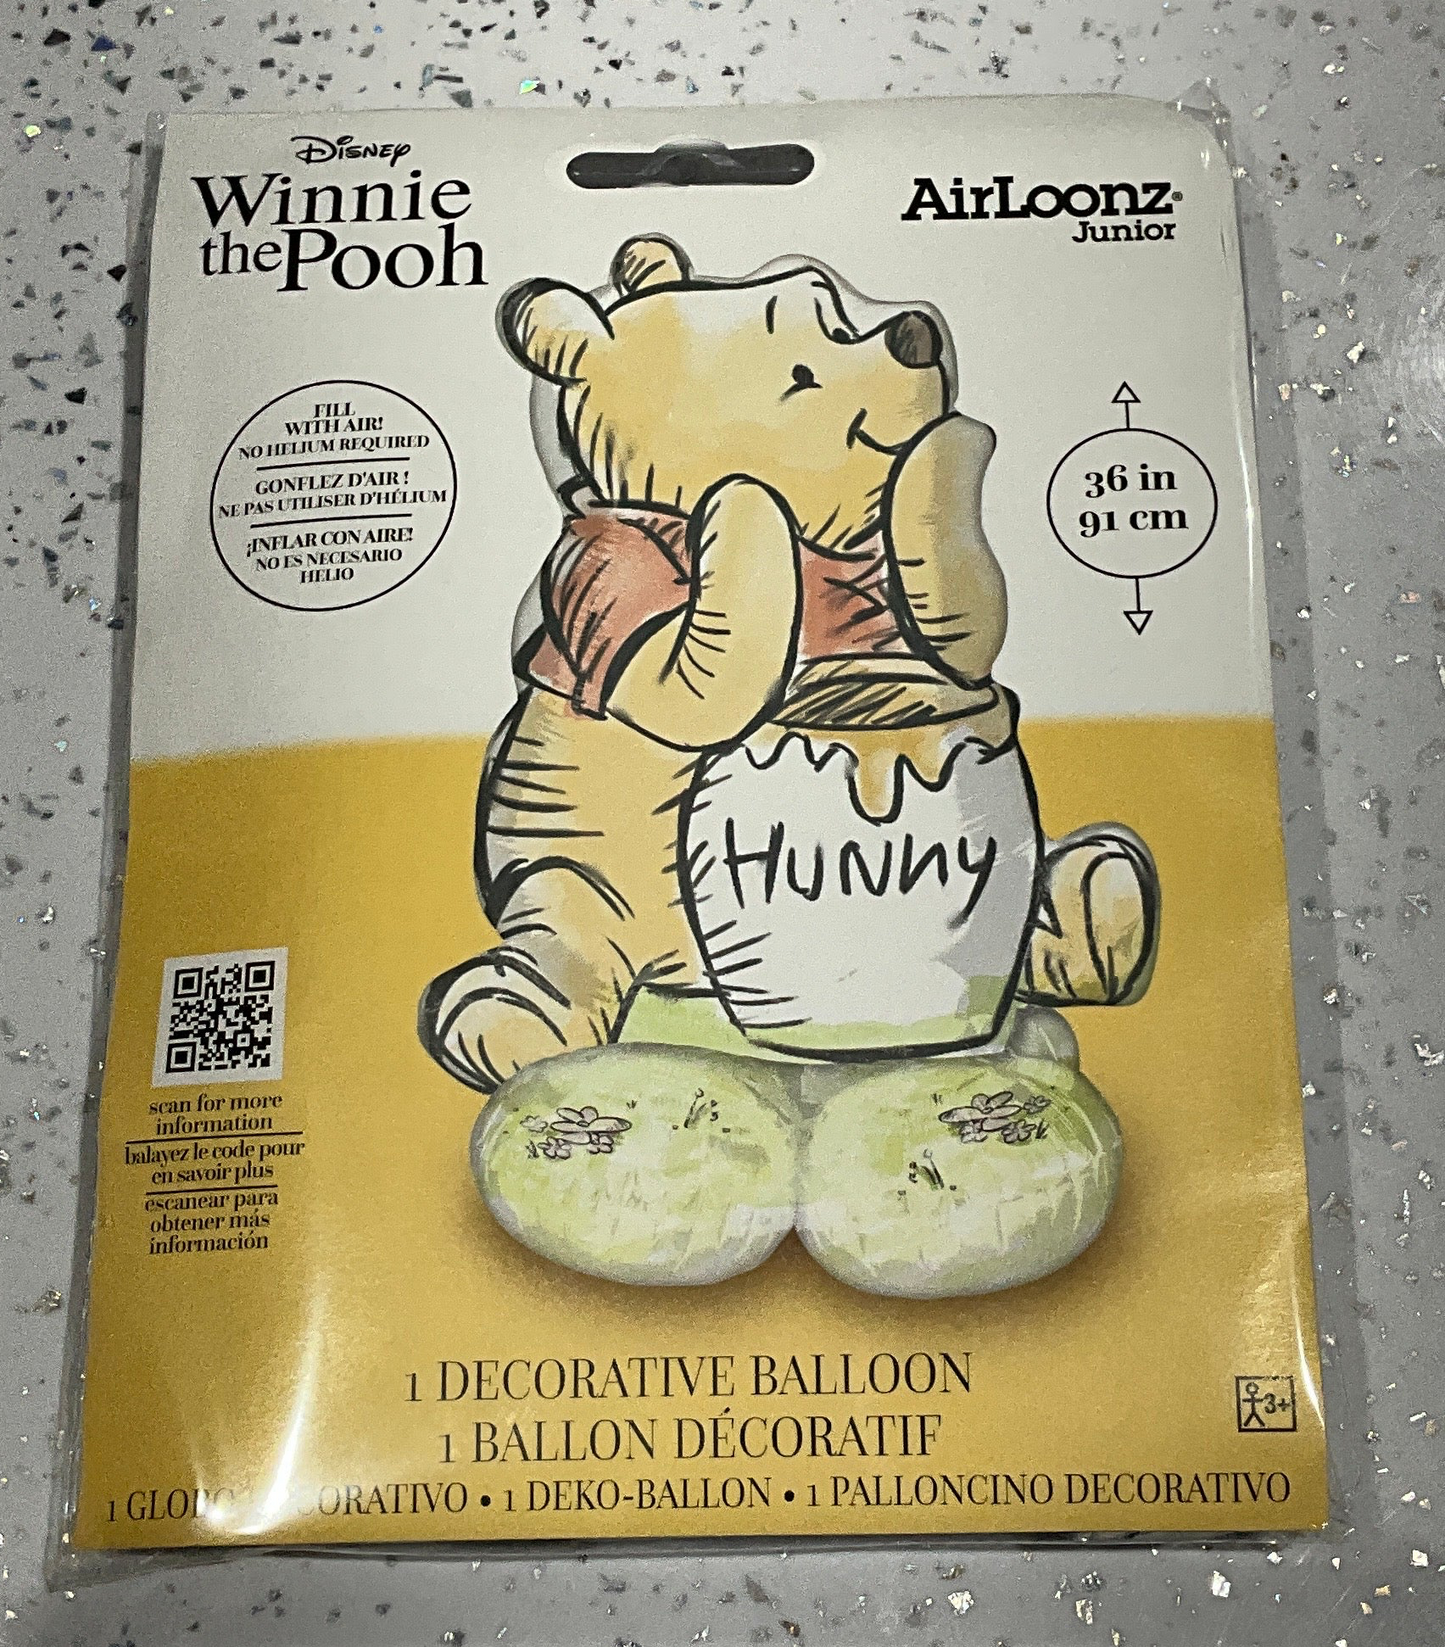 Disney
Winnie
the Pooh
AirLoonz®
Junior
FILL
WITH AIR!
NO HELIUM REQUIRED
GONFLEZ D'AIR !
NE PAS UTILISER D'HÉLIUM
¡INFLAR CON AIRE!
NO ES NECESARIO
HELIO
36 in
91 cm
HUNNY
scan for more
information
balayez le code pour
en savoir plus
escanear para
obtener más
información
1 DECORATIVE BALLOON
1 BALLON DÉCORATIF
3+
1 GLOBO DECORATIVO • 1 DEKO-BALLON • 1 PALLONCINO DECORATIVO